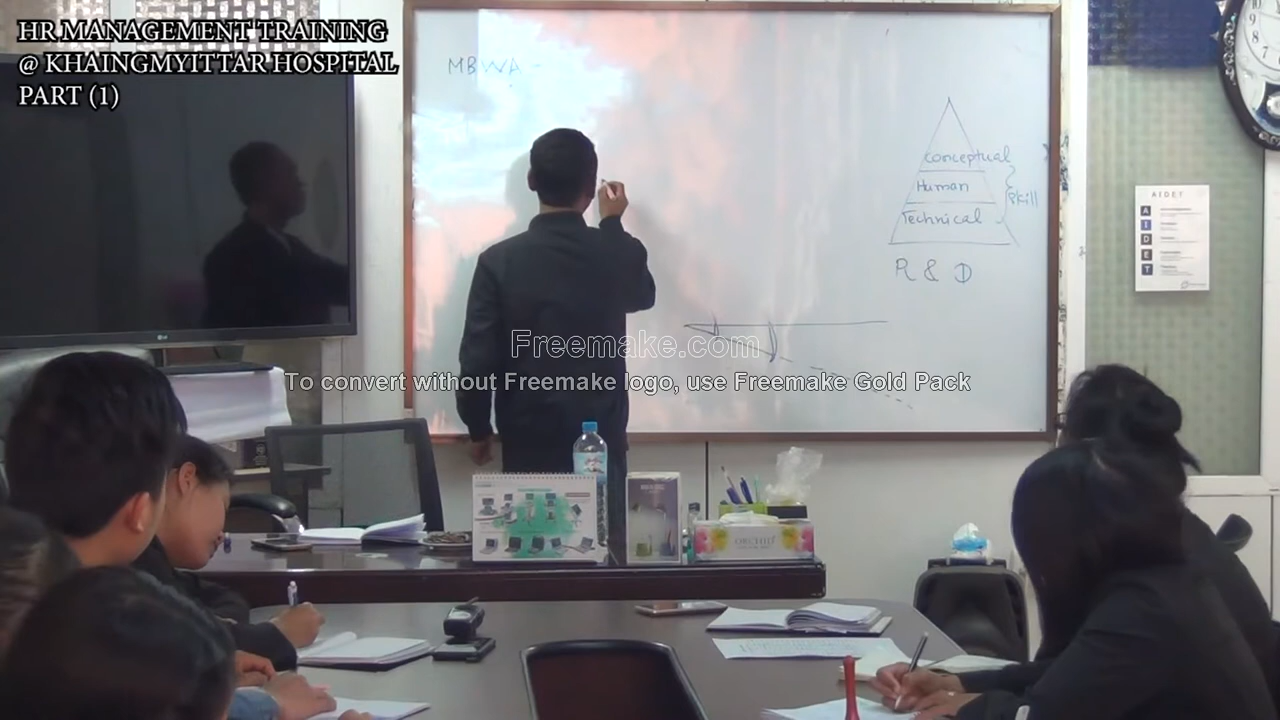 HR MANAGEMENT TRAINING
@ KHAINGMYITTAR HOSPITAL
PART (1)
MBWA -
conceptual
Human
Technical
Skill
R & D
AIDET
A
I
D
E
T
Freemake.com
To convert without Freemake logo, use Freemake Gold Pack
LG
ORCHID